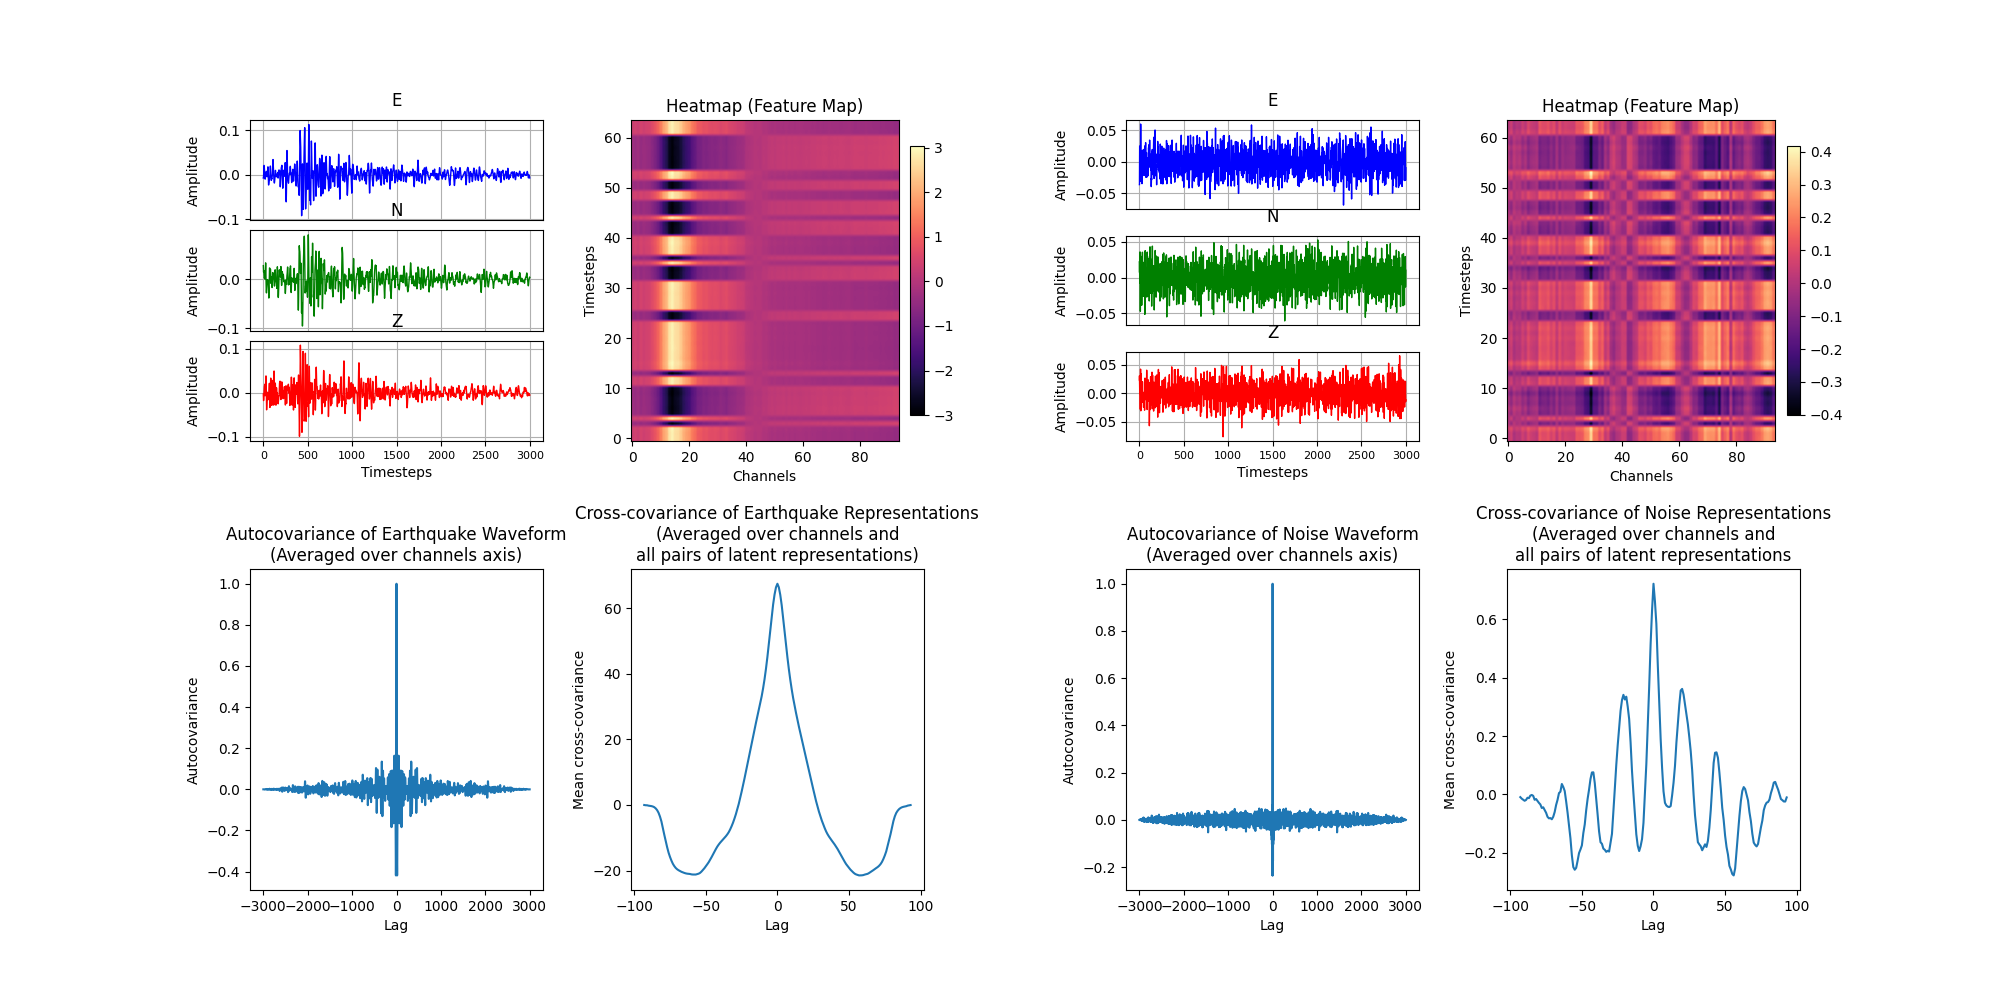 E
Amplitude
0.1
0.0
−0.1
N
Amplitude
0.0
−0.1
Z
Amplitude
0.1
0.0
−0.1
0 500 1000 1500 2000 2500 3000
Timesteps
Heatmap (Feature Map)
Timesteps
60
50
40
30
20
10
0
0 20 40 60 80
Channels
3
2
1
0
−1
−2
−3
E
Amplitude
0.05
0.00
−0.05
N
Amplitude
0.05
0.00
−0.05
Z
Amplitude
0.05
0.00
−0.05
0 500 1000 1500 2000 2500 3000
Timesteps
Heatmap (Feature Map)
Timesteps
60
50
40
30
20
10
0
0 20 40 60 80
Channels
0.4
0.3
0.2
0.1
0.0
−0.1
−0.2
−0.3
−0.4
Autocovariance of Earthquake Waveform
(Averaged over channels axis)
Autocovariance
1.0
0.8
0.6
0.4
0.2
0.0
−0.2
−0.4
−3000 −2000 −1000 0 1000 2000 3000
Lag
Cross-covariance of Earthquake Representations
(Averaged over channels and
all pairs of latent representations)
Mean cross-covariance
60
40
20
0
−20
−100 −50 0 50 100
Lag
Autocovariance of Noise Waveform
(Averaged over channels axis)
Autocovariance
1.0
0.8
0.6
0.4
0.2
0.0
−0.2
−3000 −2000 −1000 0 1000 2000 3000
Lag
Cross-covariance of Noise Representations
(Averaged over channels and
all pairs of latent representations
Mean cross-covariance
0.6
0.4
0.2
0.0
−0.2
−100 −50 0 50 100
Lag